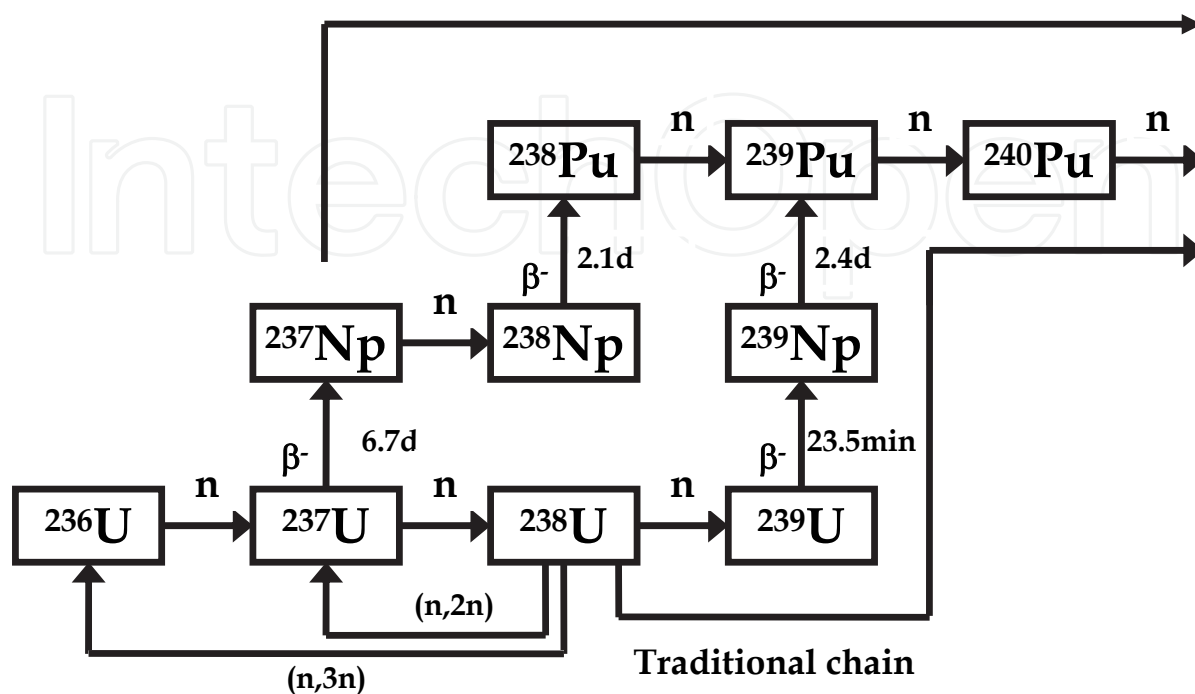 IntechOpen
n n n
²³⁸Pu ²³⁹Pu ²⁴⁰Pu
β⁻ 2.1d β⁻ 2.4d
n
²³⁷Np ²³⁸Np ²³⁹Np
β⁻ 6.7d β⁻ 23.5min
n n n
²³⁶U ²³⁷U ²³⁸U ²³⁹U
(n,2n)
(n,3n)
Traditional chain